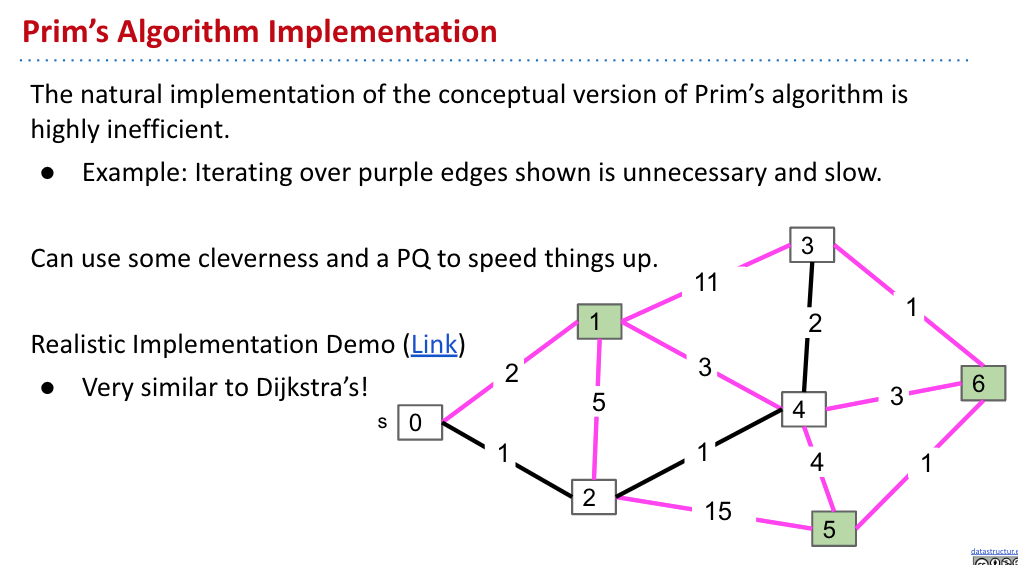 Prim's Algorithm Implementation
The natural implementation of the conceptual version of Prim's algorithm is
highly inefficient.
● Example: Iterating over purple edges shown is unnecessary and slow.
Can use some cleverness and a PQ to speed things up.
Realistic Implementation Demo (Link)
● Very similar to Dijkstra's!
3
11
1
1
2
3
2
5
3
6
4
s
0
1
1
4
1
2
15
5
datastructur.e